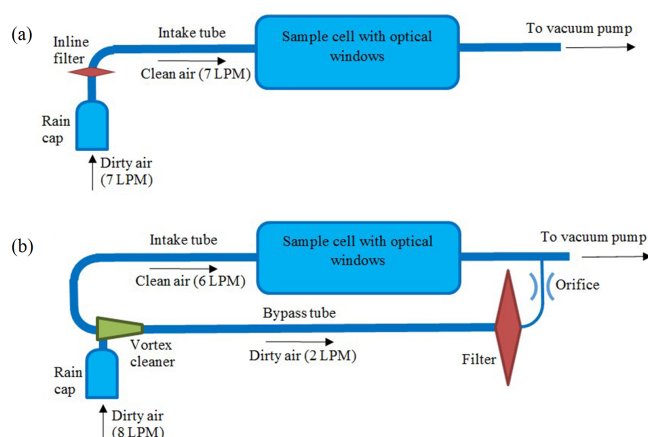 (a)
Inline
filter
Intake tube
Clean air (7 LPM)
Sample cell with optical
windows
To vacuum pump
Rain
cap
Dirty air
(7 LPM)
(b)
Intake tube
Clean air (6 LPM)
Sample cell with optical
windows
To vacuum pump
Orifice
Bypass tube
Vortex
cleaner
Dirty air (2 LPM)
Filter
Rain
cap
Dirty air
(8 LPM)